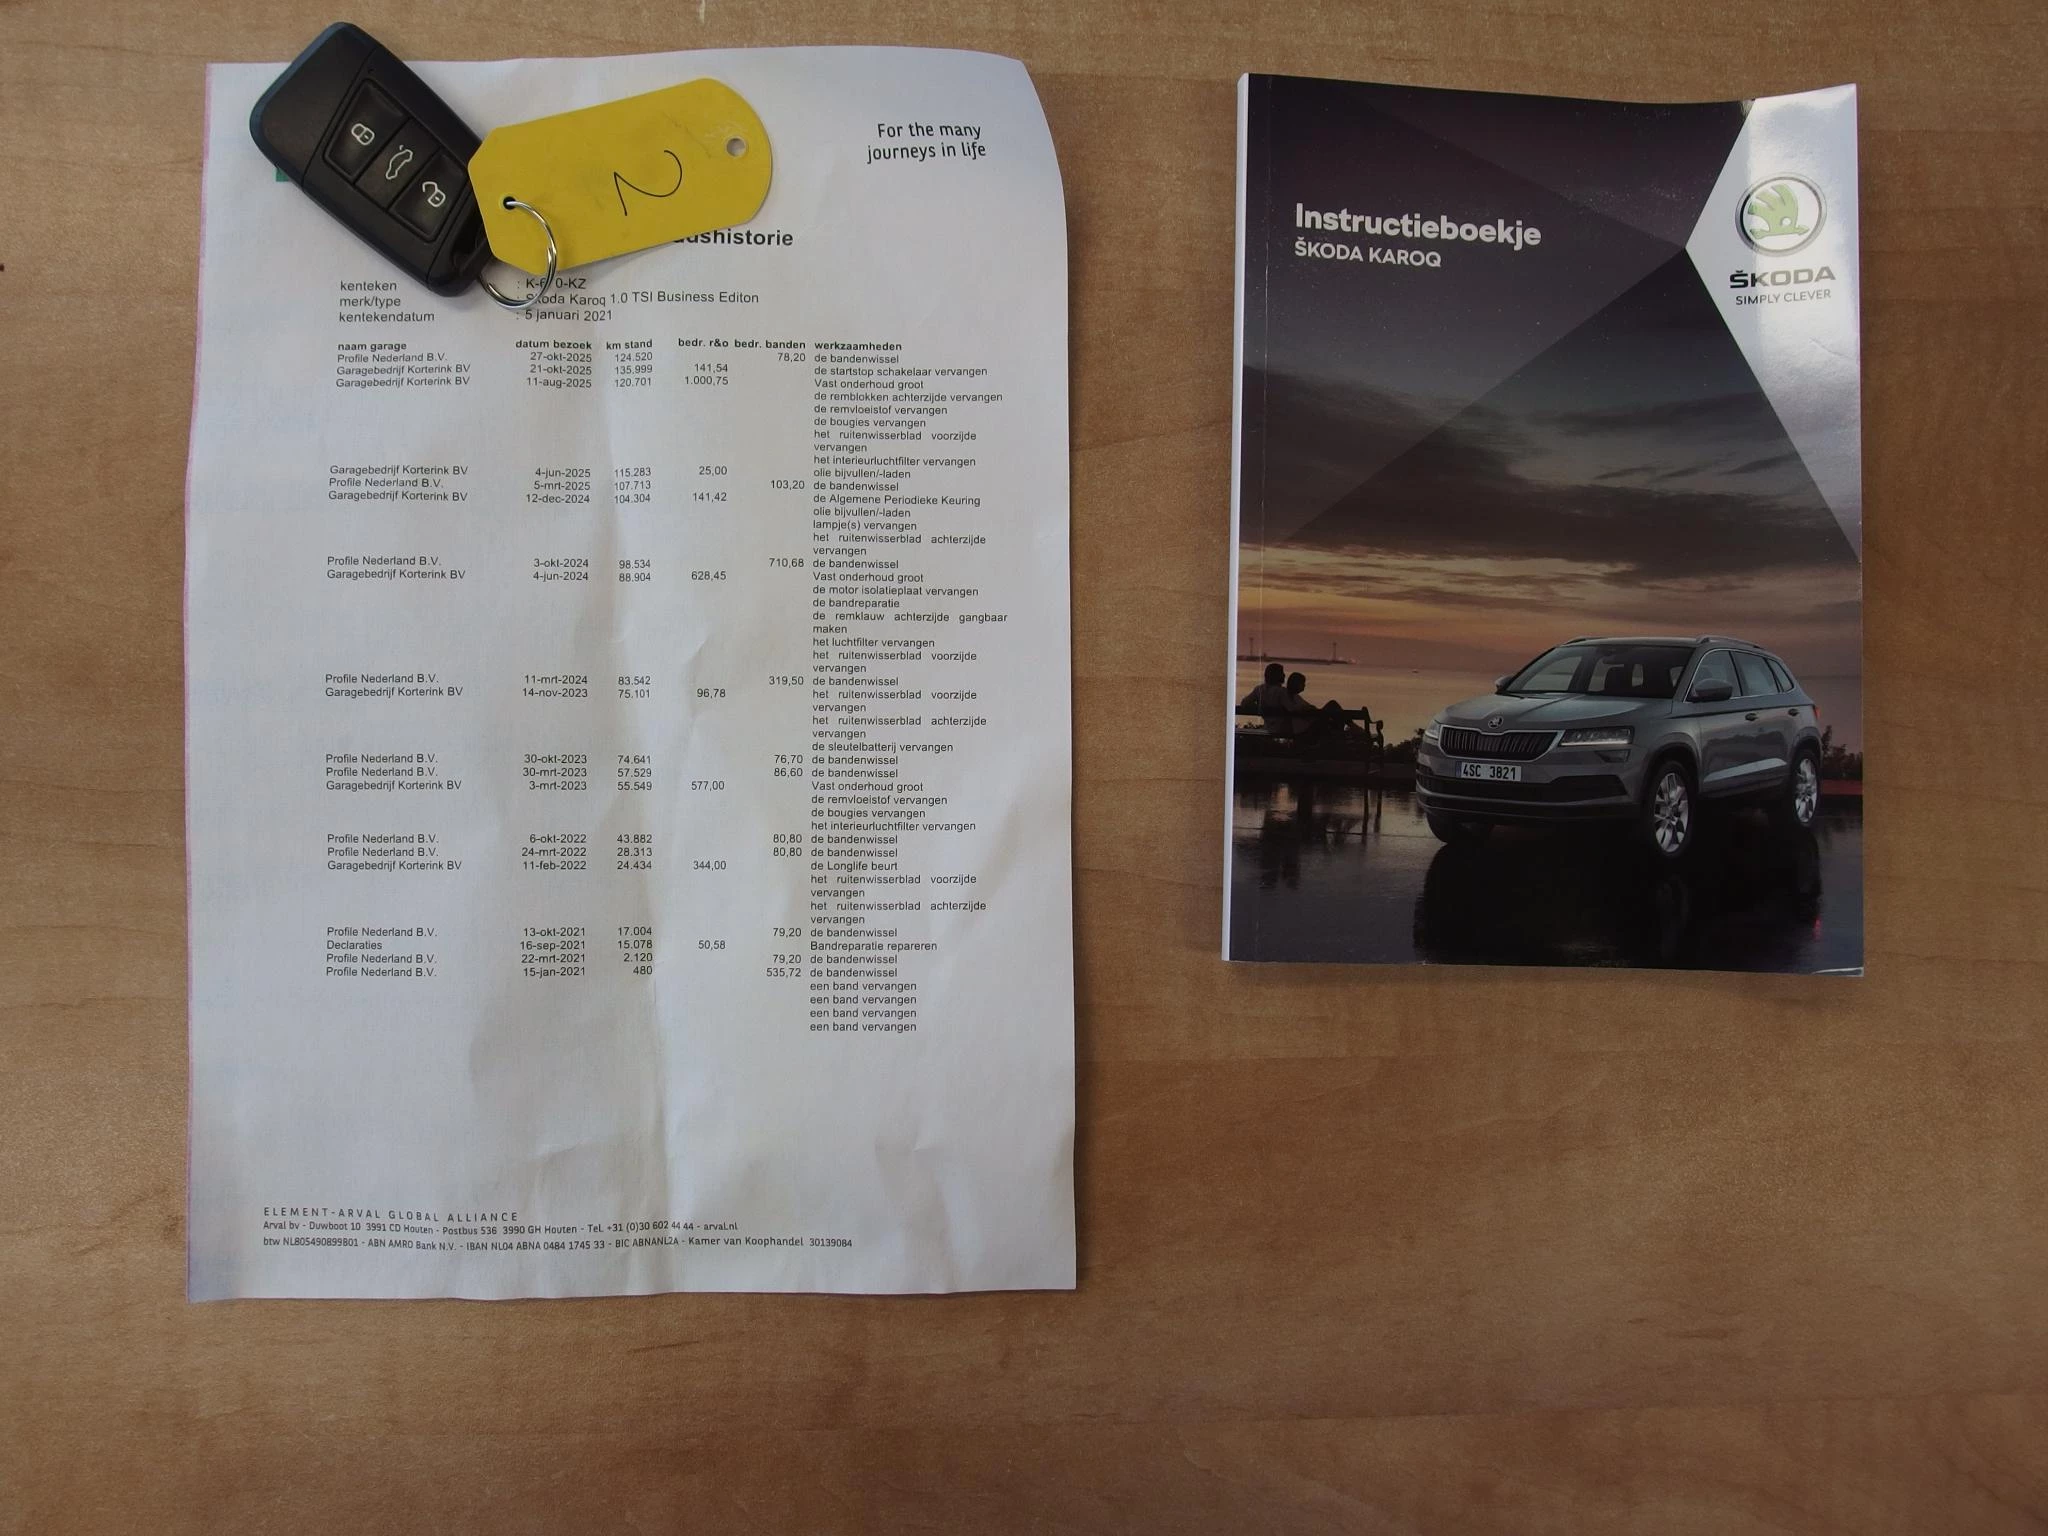 For the many
journeys in life
2
ushistorie
kenteken : 0-KZ
merk/type : Skoda Karoq 1.0 TSI Business Editon
kentekendatum : 5 januari 2021
naam garage datum bezoek km stand bedr. r&o bedr. banden werkzaamheden
Profile Nederland B.V. 27-okt-2025 124.520 78,20 de bandenwissel
Garagebedrijf Korterink BV 21-okt-2025 135.999 141,54 de startstop schakelaar vervangen
Garagebedrijf Korterink BV 11-aug-2025 120.701 1.000,75 Vast onderhoud groot
de remblokken achterzijde vervangen
de remvloeistof vervangen
de bougies vervangen
het ruitenwisserblad voorzijde
vervangen
het interieurluchtfilter vervangen
Garagebedrijf Korterink BV 4-jun-2025 115.283 25,00 olie bijvullen/-laden
Profile Nederland B.V. 5-mrt-2025 107.713 103,20 de bandenwissel
Garagebedrijf Korterink BV 12-dec-2024 104.304 141,42 de Algemene Periodieke Keuring
olie bijvullen/-laden
lampje(s) vervangen
het ruitenwisserblad achterzijde
vervangen
Profile Nederland B.V. 3-okt-2024 98.534 710,68 de bandenwissel
Garagebedrijf Korterink BV 4-jun-2024 88.904 628,45 Vast onderhoud groot
de motor isolatieplaat vervangen
de bandreparatie
de remklauw achterzijde gangbaar
maken
het luchtfilter vervangen
het ruitenwisserblad voorzijde
vervangen
Profile Nederland B.V. 11-mrt-2024 83.542 319,50 de bandenwissel
Garagebedrijf Korterink BV 14-nov-2023 75.101 96,78 het ruitenwisserblad voorzijde
vervangen
het ruitenwisserblad achterzijde
vervangen
de sleutelbatterij vervangen
Profile Nederland B.V. 30-okt-2023 74.641 76,70 de bandenwissel
Profile Nederland B.V. 30-mrt-2023 57.529 86,60 de bandenwissel
Garagebedrijf Korterink BV 3-mrt-2023 55.549 577,00 Vast onderhoud groot
de remvloeistof vervangen
de bougies vervangen
het interieurluchtfilter vervangen
Profile Nederland B.V. 6-okt-2022 43.882 80,80 de bandenwissel
Profile Nederland B.V. 24-mrt-2022 28.313 80,80 de bandenwissel
Garagebedrijf Korterink BV 11-feb-2022 24.434 344,00 de Longlife beurt
het ruitenwisserblad voorzijde
vervangen
het ruitenwisserblad achterzijde
vervangen
Profile Nederland B.V. 13-okt-2021 17.004 79,20 de bandenwissel
Declaraties 16-sep-2021 15.078 50,58 Bandreparatie repareren
Profile Nederland B.V. 22-mrt-2021 2.120 79,20 de bandenwissel
Profile Nederland B.V. 15-jan-2021 480 535,72 de bandenwissel
een band vervangen
een band vervangen
een band vervangen
een band vervangen
ELEMENT-ARVAL GLOBAL ALLIANCE
Arval bv - Duwboot 10 3991 CD Houten - Postbus 536 3990 GH Houten - Tel. +31 (0)30 602 44 44 - arval.nl
btw NL805490899B01 - ABN AMRO Bank N.V. - IBAN NL04 ABNA 0484 1745 33 - BIC ABNANL2A - Kamer van Koophandel 30139084
Instructieboekje
ŠKODA KAROQ
ŠKODA
SIMPLY CLEVER
4SC 3821